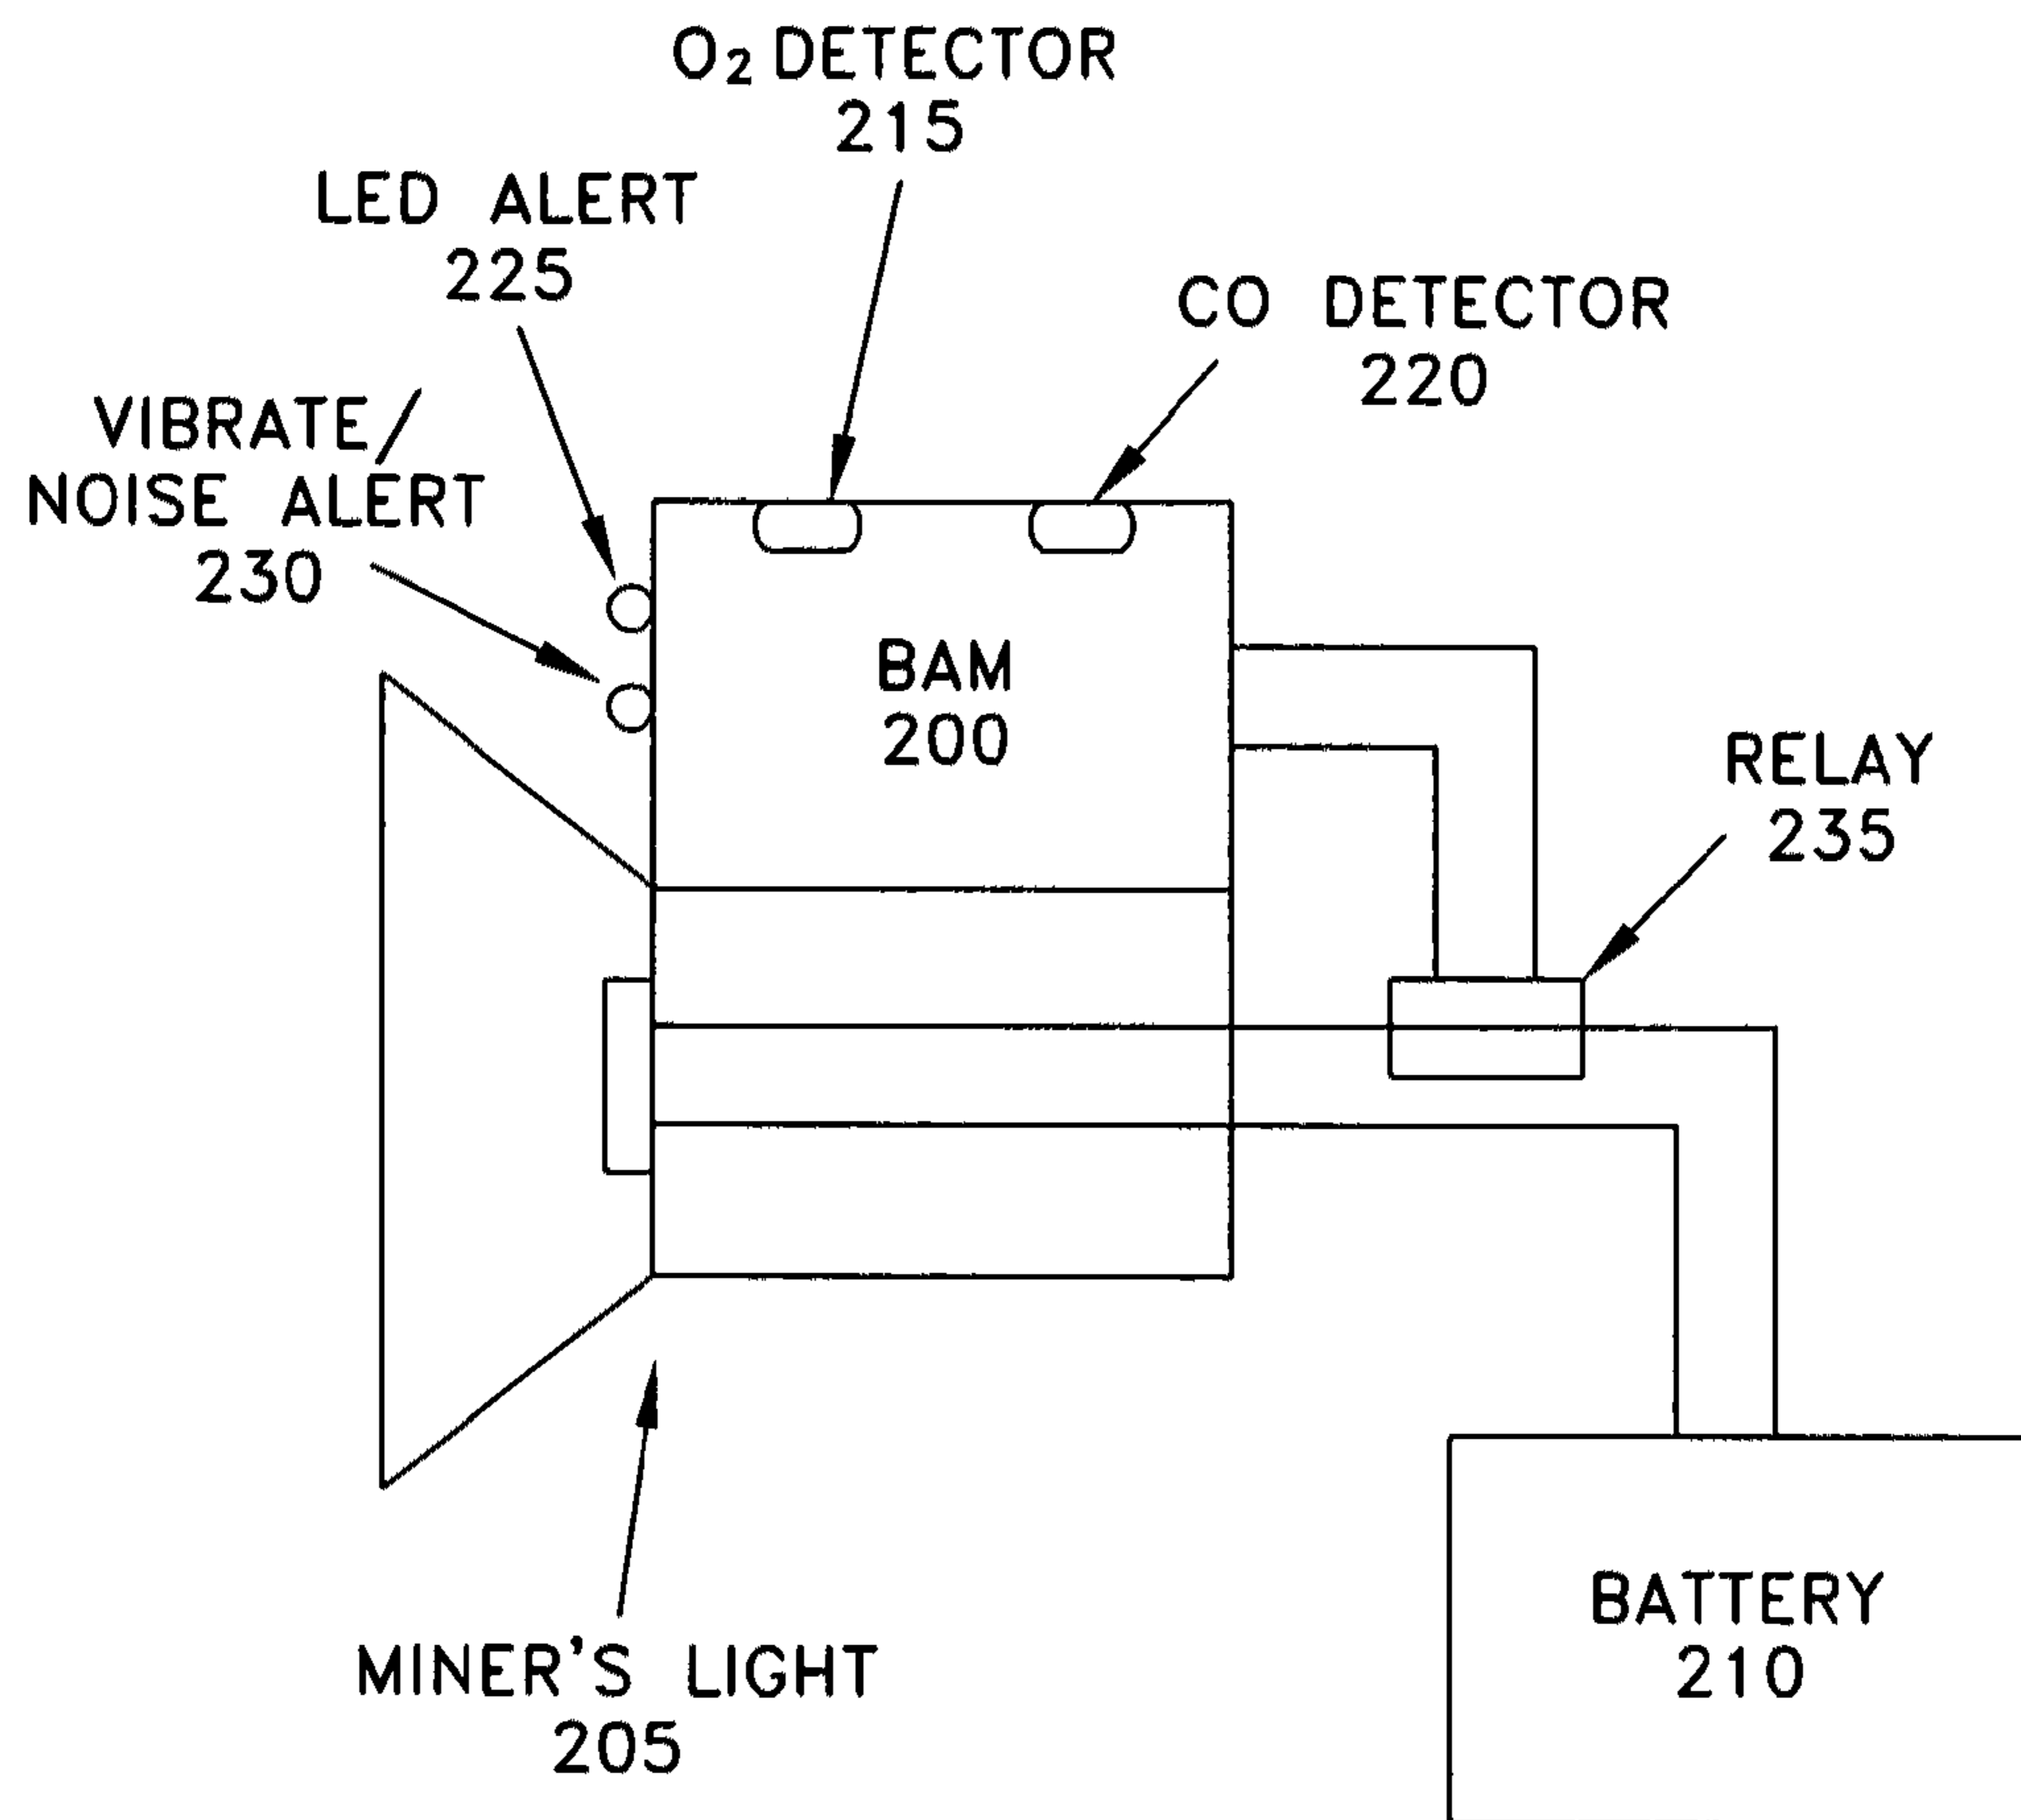 O₂ DETECTOR
215
LED ALERT
225
CO DETECTOR
220
VIBRATE/
NOISE ALERT
230
BAM
200
RELAY
235
BATTERY
210
MINER'S LIGHT
205